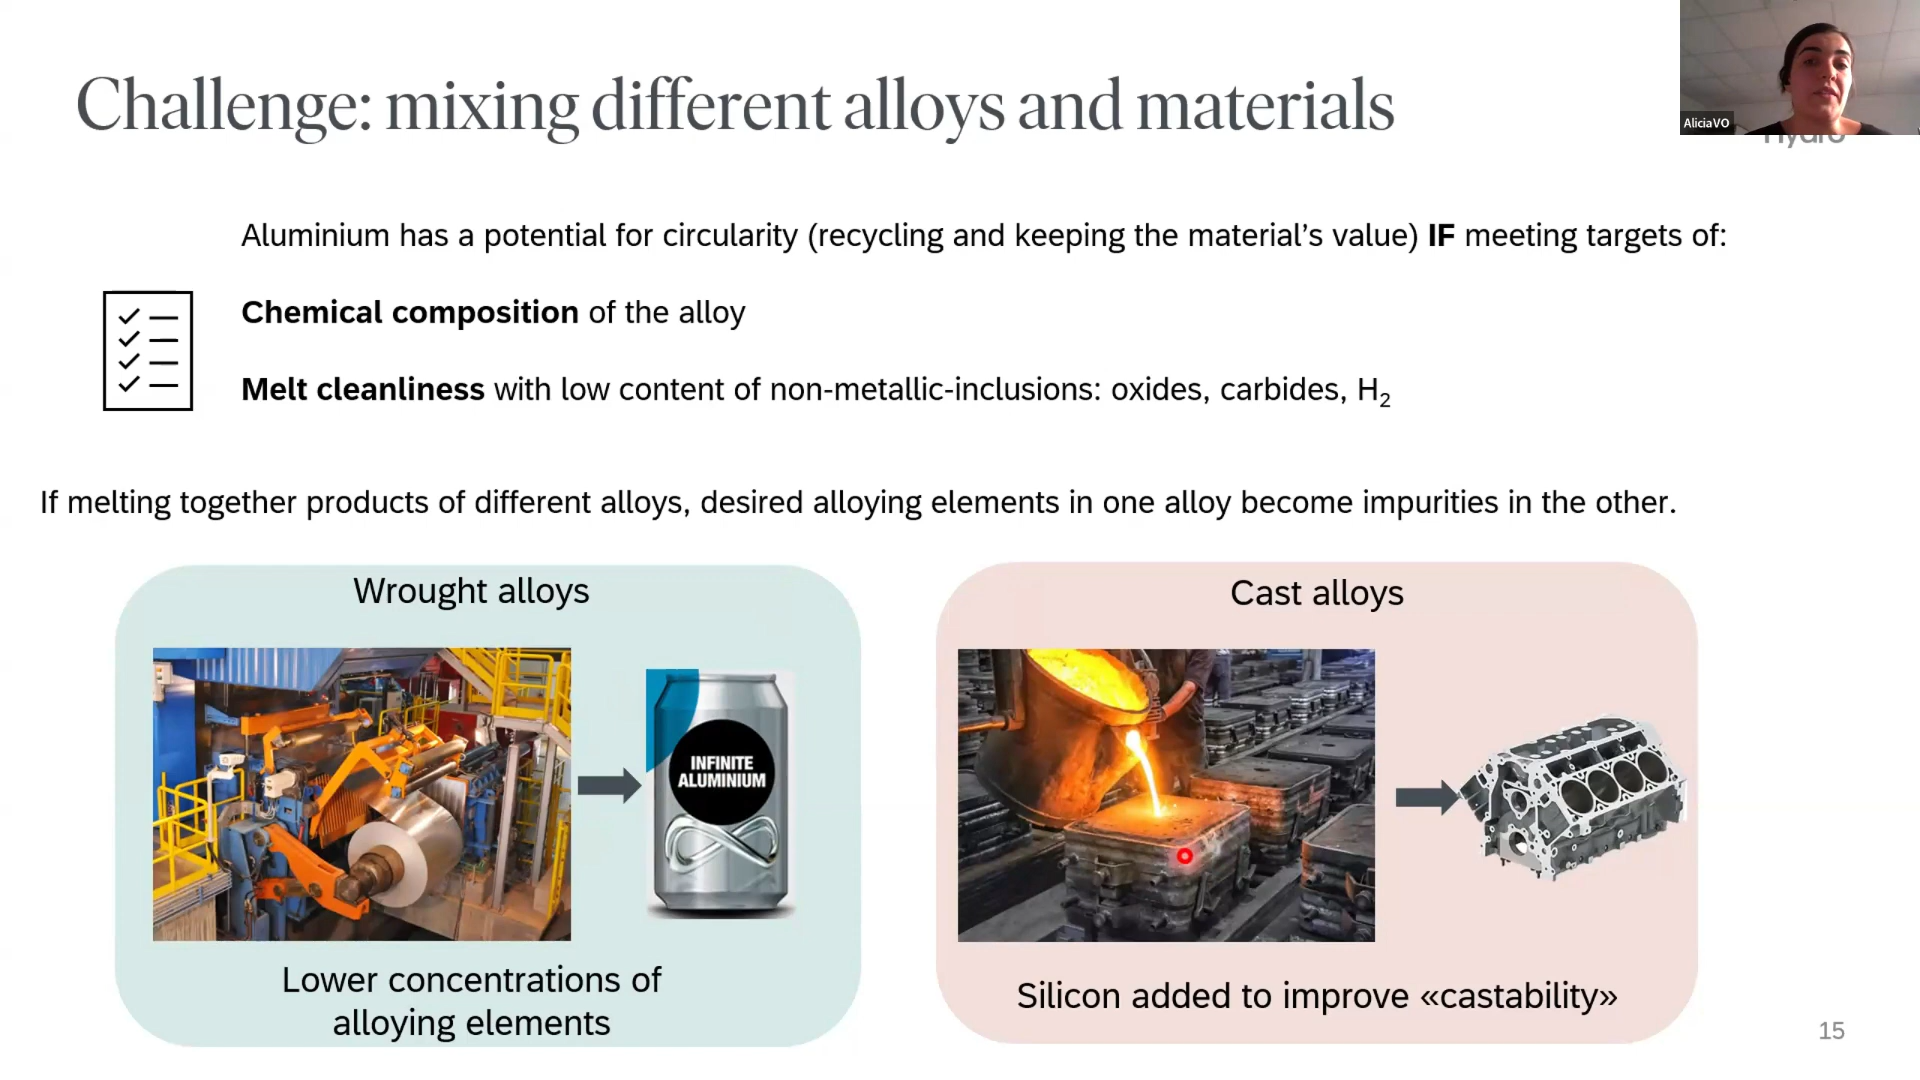 Challenge: mixing different alloys and materials
AliciaVO
Hydro
Aluminium has a potential for circularity (recycling and keeping the material’s value) IF meeting targets of:
Chemical composition of the alloy
Melt cleanliness with low content of non-metallic-inclusions: oxides, carbides, H2
If melting together products of different alloys, desired alloying elements in one alloy become impurities in the other.
Wrought alloys
INFINITE
ALUMINIUM
Lower concentrations of
alloying elements
Cast alloys
Silicon added to improve «castability»
15